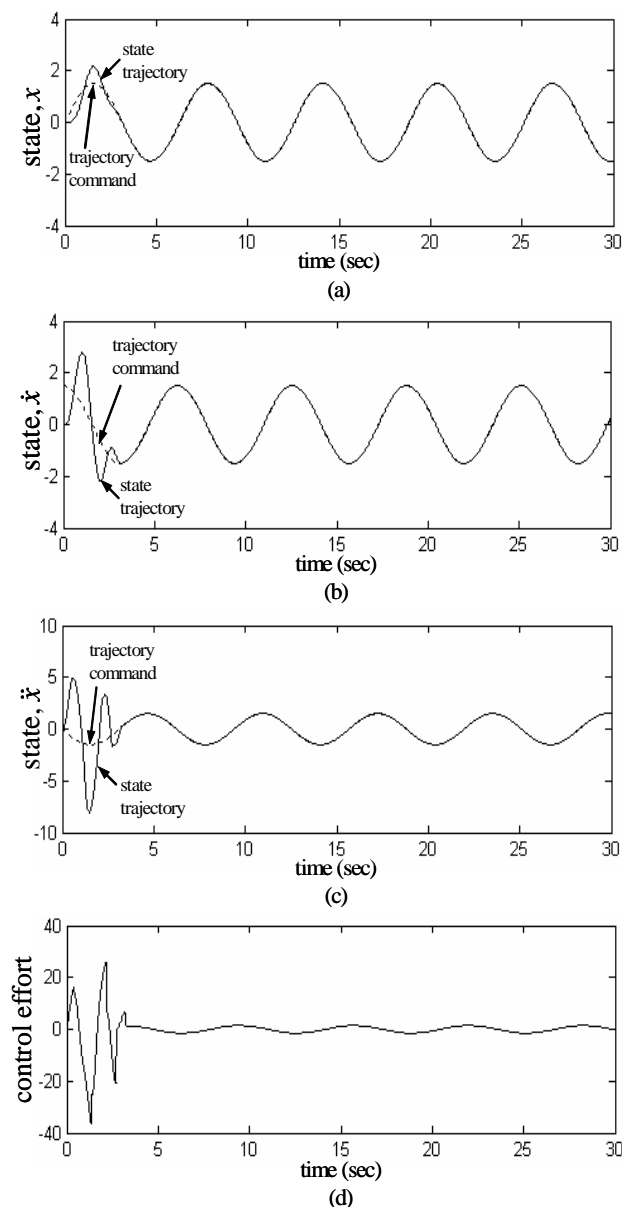 4
2
0
-2
-4
state, x
state
trajectory
trajectory
command
0 5 10 15 20 25 30
time (sec)
(a)
4
2
0
-2
-4
state, ẋ
trajectory
command
state
trajectory
0 5 10 15 20 25 30
time (sec)
(b)
10
5
0
-5
-10
state, ẍ
trajectory
command
state
trajectory
0 5 10 15 20 25 30
time (sec)
(c)
40
20
0
-20
-40
control effort
0 5 10 15 20 25 30
time (sec)
(d)